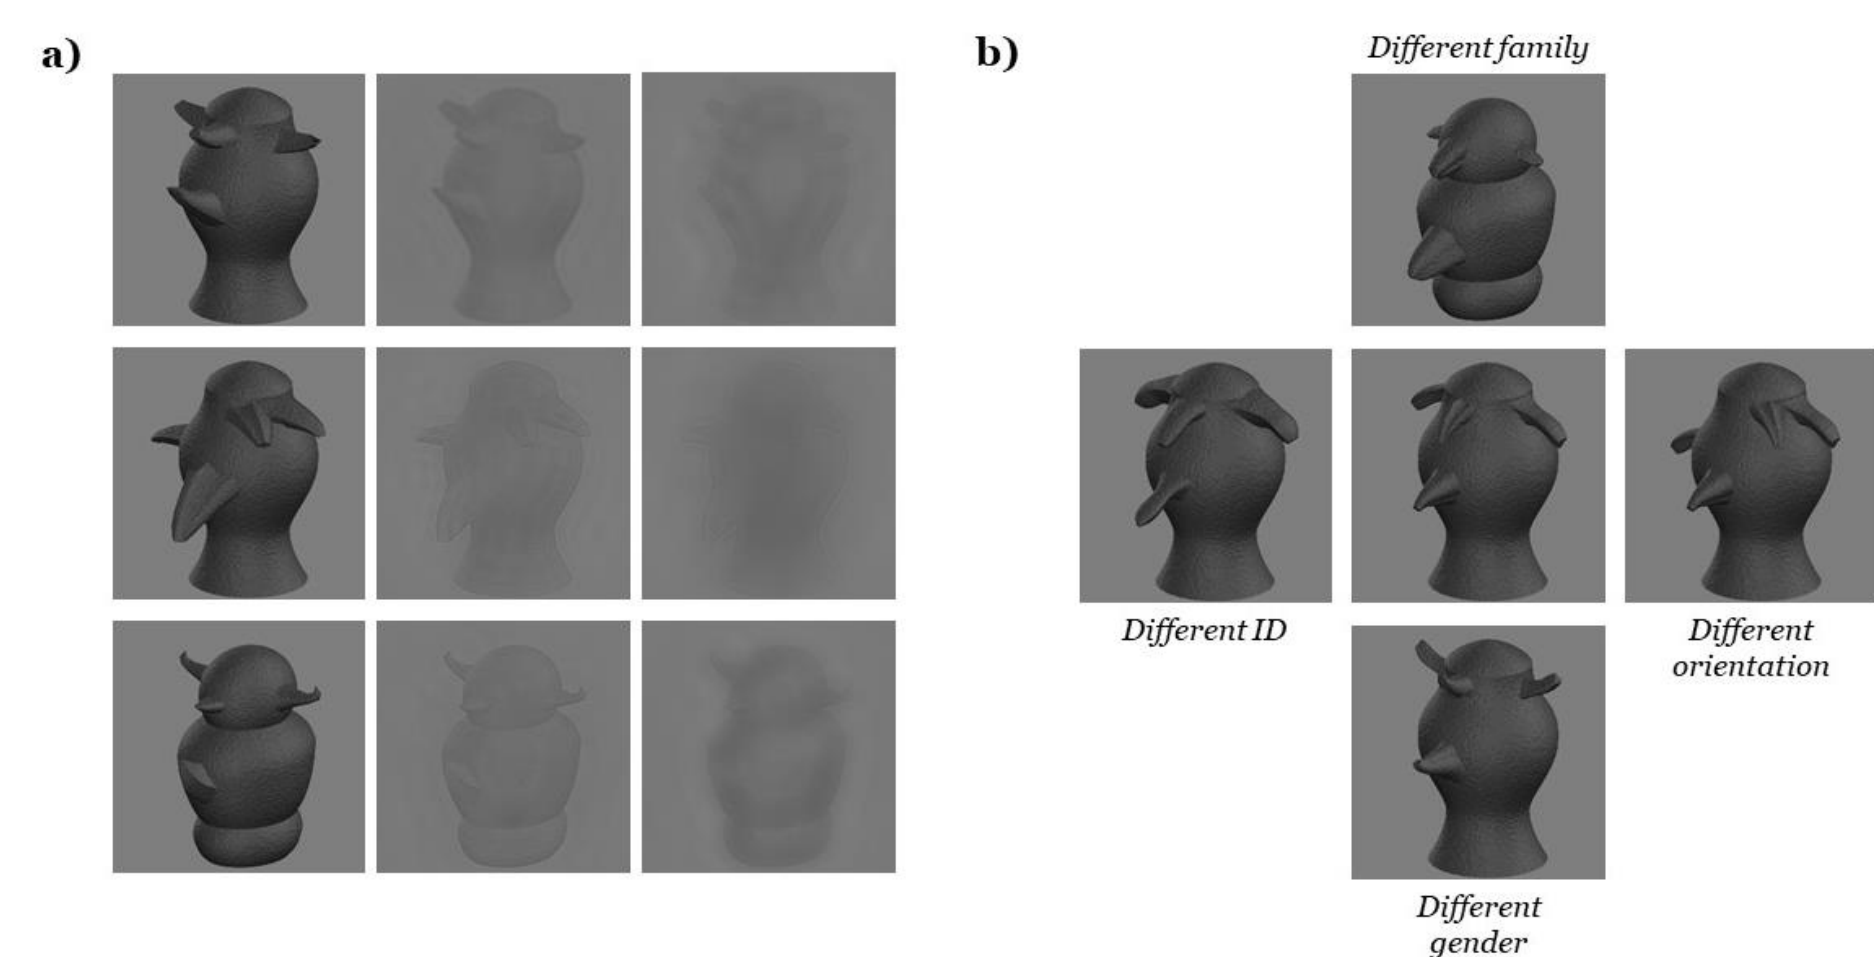 a)
b)
Different family
Different ID
Different
orientation
Different
gender